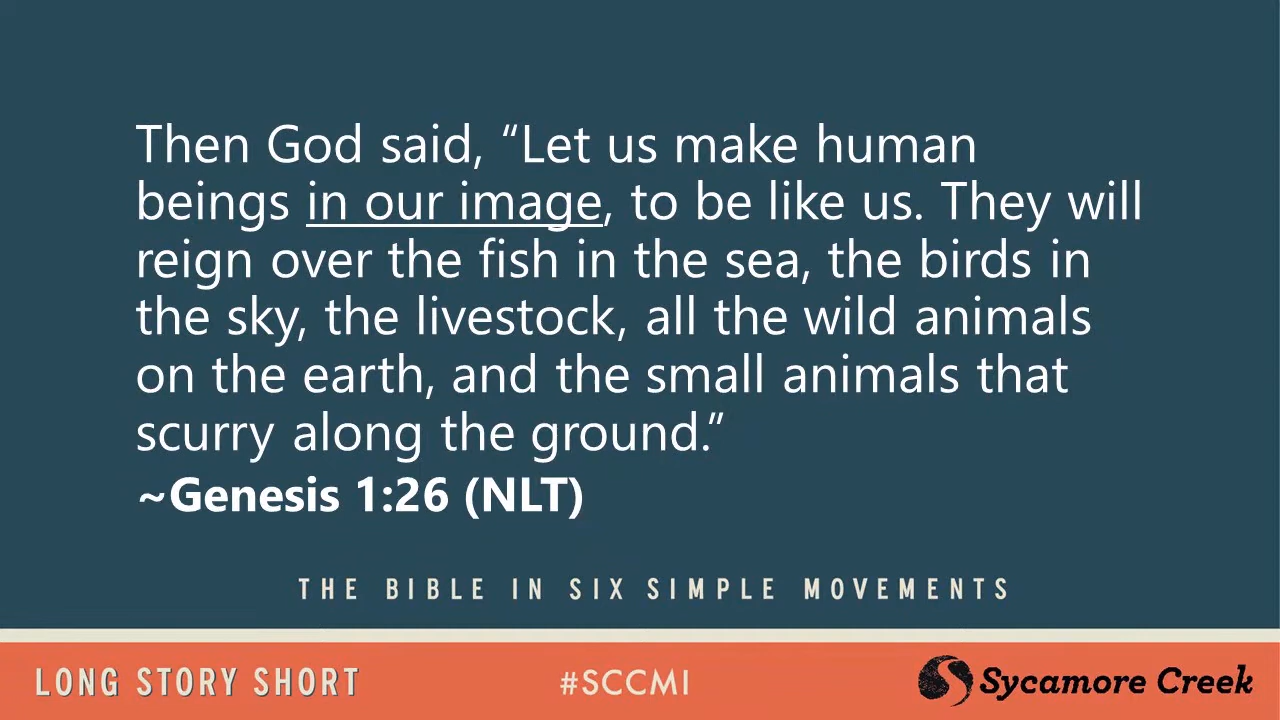 Then God said, “Let us make human
beings in our image, to be like us. They will
reign over the fish in the sea, the birds in
the sky, the livestock, all the wild animals
on the earth, and the small animals that
scurry along the ground.”
~Genesis 1:26 (NLT)
THE BIBLE IN SIX SIMPLE MOVEMENTS
LONG STORY SHORT
#SCCMI
Sycamore Creek